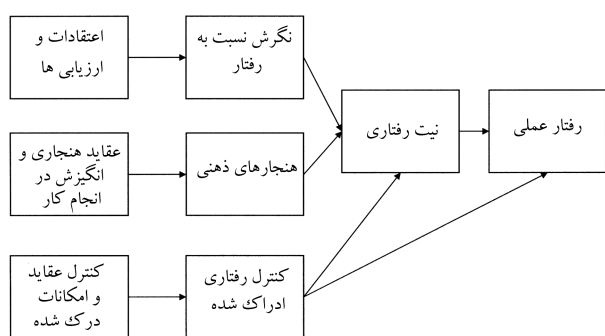 اعتقادات و
ارزیابی ها
نگرش نسبت به
رفتار
عقاید هنجاری و
انگیزش در
انجام کار
هنجارهای ذهنی
نیت رفتاری
رفتار عملی
کنترل عقاید
و امکانات
درک شده
کنترل رفتاری
ادراک شده